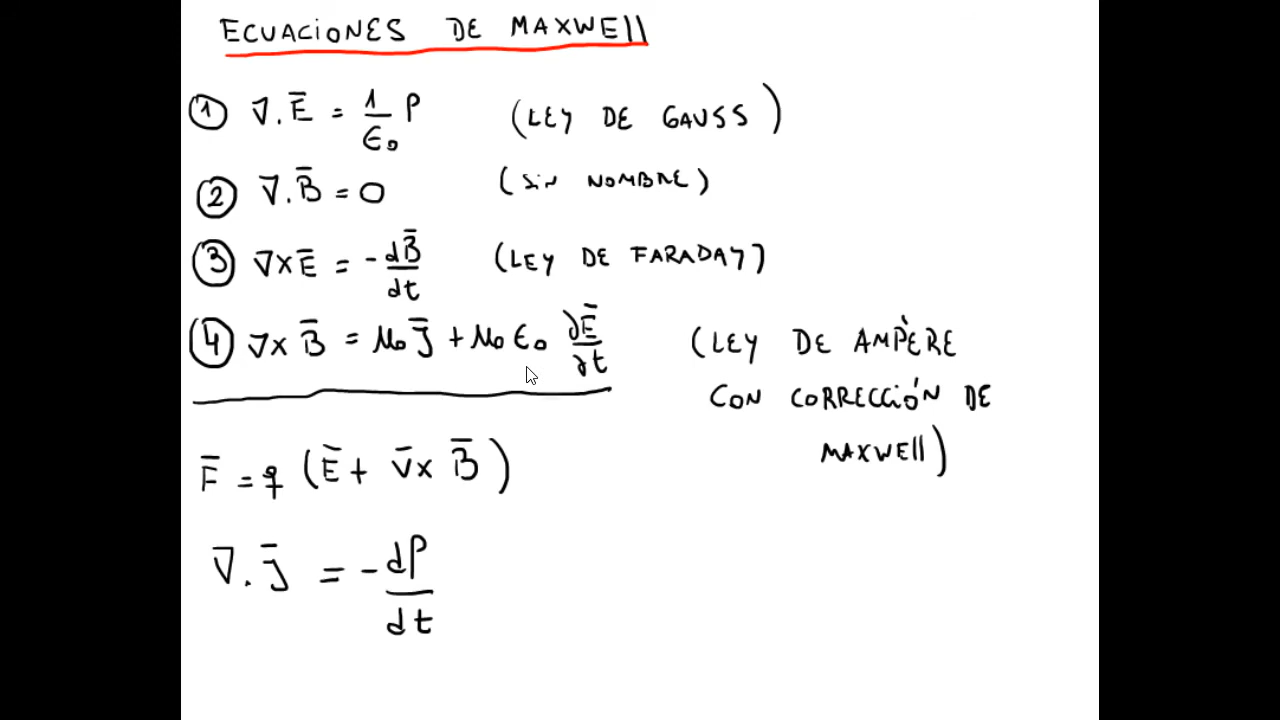 ECUACIONES DE MAXWELL
① ∇.E̅ = 1/ϵ₀ ρ (LEY DE GAUSS)
② ∇.B̅ = 0 (SIN NOMBRE)
③ ∇×E̅ = -dB̅/dt (LEY DE FARADAY)
④ ∇×B̅ = μ₀J̅ + μ₀ϵ₀ ∂E̅/∂t (LEY DE AMPÈRE
CON CORRECCIÓN DE
MAXWELL)
F̅ = q (E̅ + v̅×B̅)
∇.J̅ = -dρ/dt